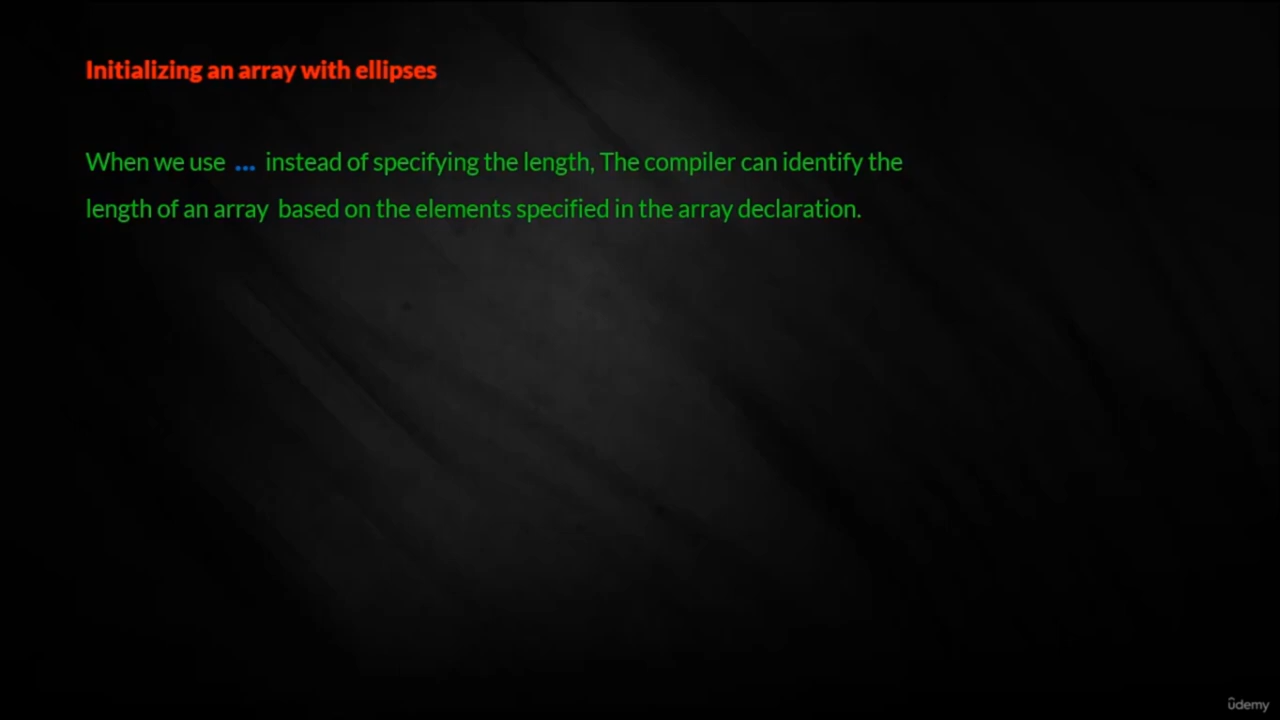 Initializing an array with ellipses
When we use ... instead of specifying the length, The compiler can identify the
length of an array based on the elements specified in the array declaration.
ûdemy